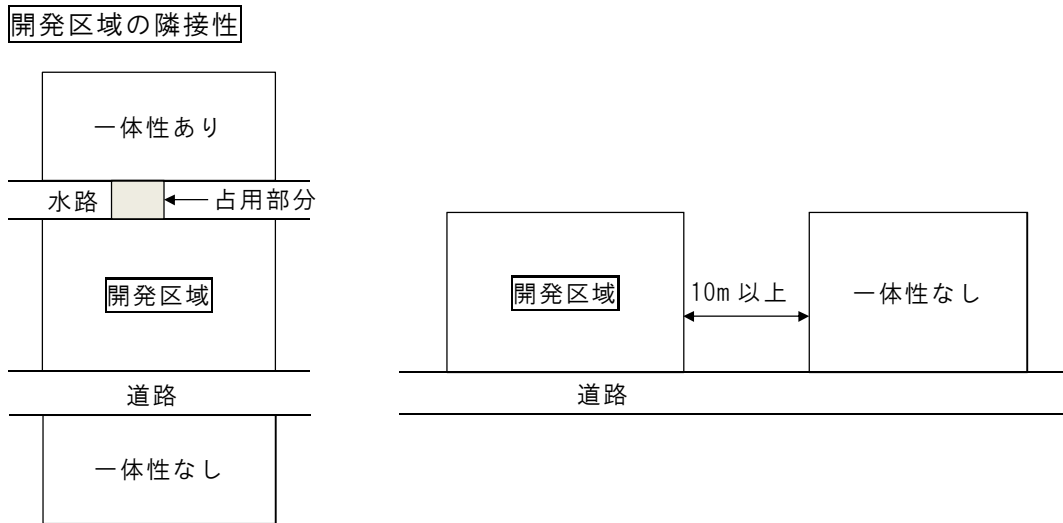 開発区域の隣接性
一体性あり
水路
占用部分
開発区域
道路
一体性なし
開発区域
10m 以上
一体性なし
道路